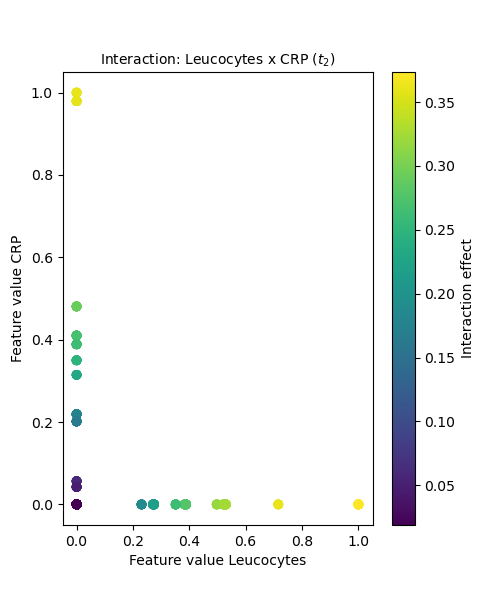 Interaction: Leucocytes x CRP (t₂)
1.0
0.8
0.6
0.4
0.2
0.0
Feature value CRP
0.0 0.2 0.4 0.6 0.8 1.0
Feature value Leucocytes
0.35
0.30
0.25
0.20
0.15
0.10
0.05
Interaction effect